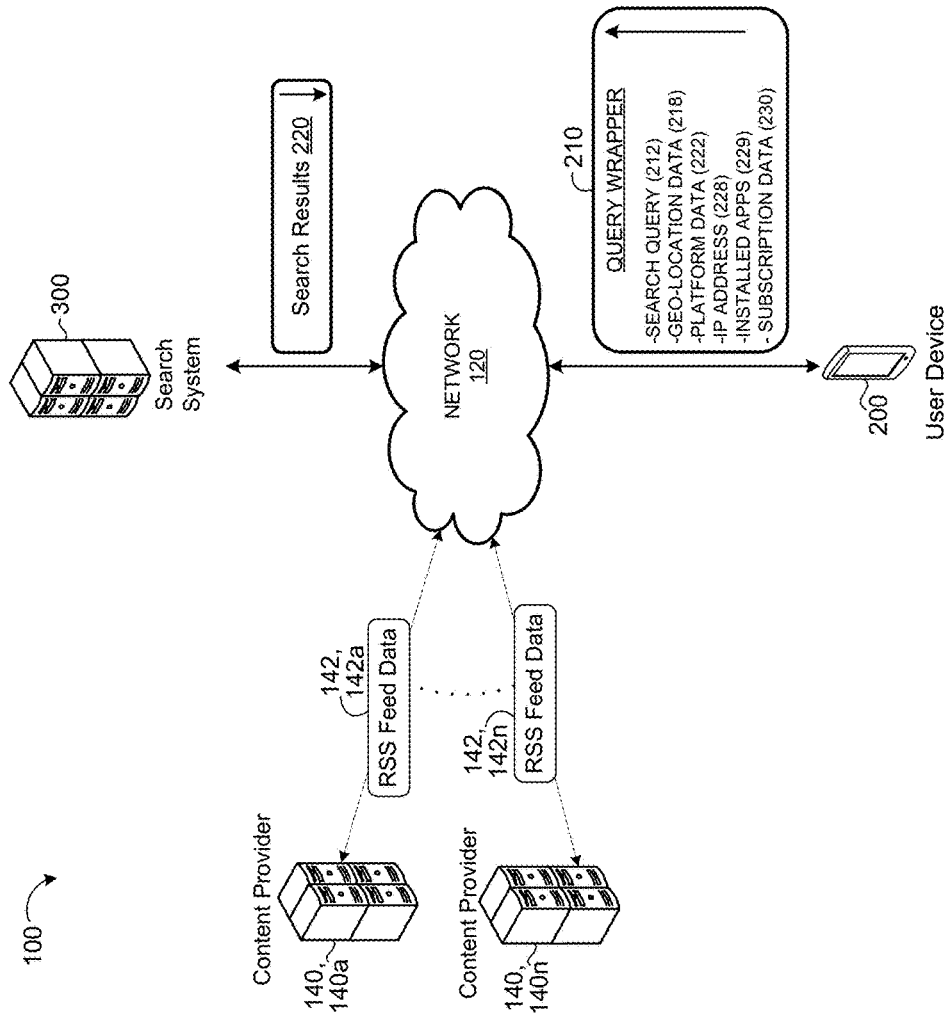 100
300
Search
System
Search Results 220
NETWORK
120
210
QUERY WRAPPER
-SEARCH QUERY (212)
-GEO-LOCATION DATA (218)
-PLATFORM DATA (222)
-IP ADDRESS (228)
-INSTALLED APPS (229)
- SUBSCRIPTION DATA (230)
200
User Device
142,
142a
RSS Feed Data
142,
142n
RSS Feed Data
Content Provider
140,
140a
Content Provider
140,
140n